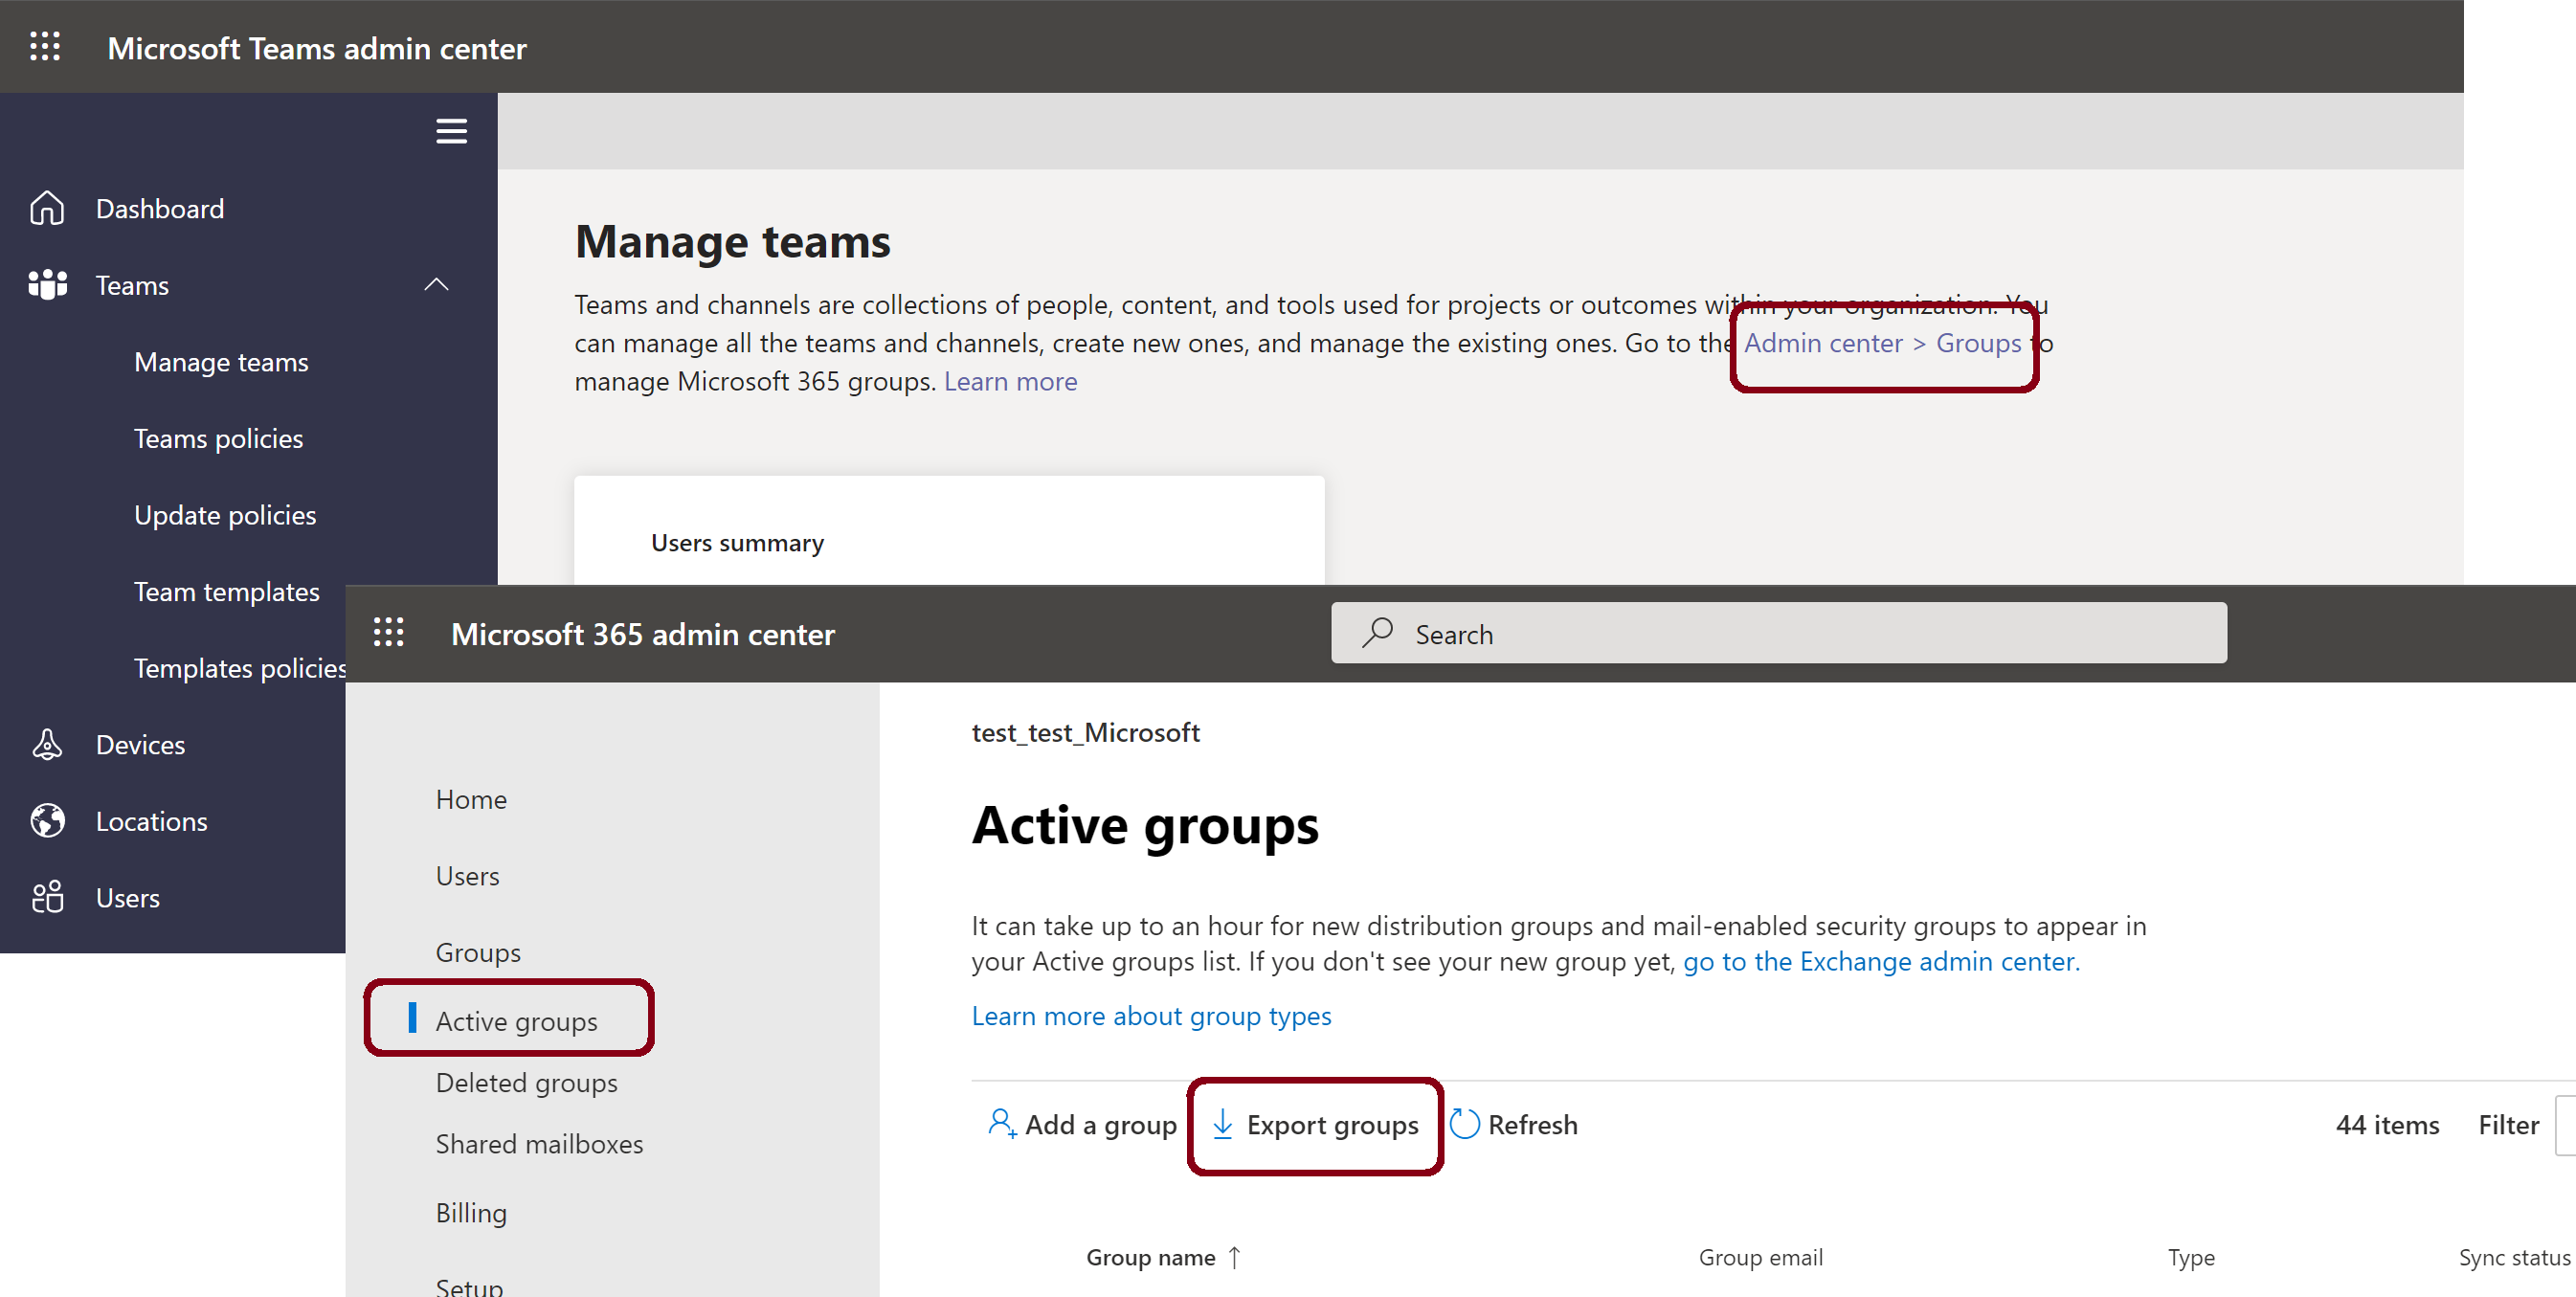 Microsoft Teams admin center
Dashboard
Teams
Manage teams
Teams policies
Update policies
Team templates
Templates policies
Devices
Locations
Users
Manage teams
Teams and channels are collections of people, content, and tools used for projects or outcomes within your organization. You
can manage all the teams and channels, create new ones, and manage the existing ones. Go to the Admin center > Groups to
manage Microsoft 365 groups. Learn more
Users summary
Microsoft 365 admin center
Search
Home
Users
Groups
Active groups
Deleted groups
Shared mailboxes
Billing
Setup
test_test_Microsoft
Active groups
It can take up to an hour for new distribution groups and mail-enabled security groups to appear in
your Active groups list. If you don't see your new group yet, go to the Exchange admin center.
Learn more about group types
Add a group Export groups Refresh 44 items Filter
Group name ↑ Group email Type Sync status